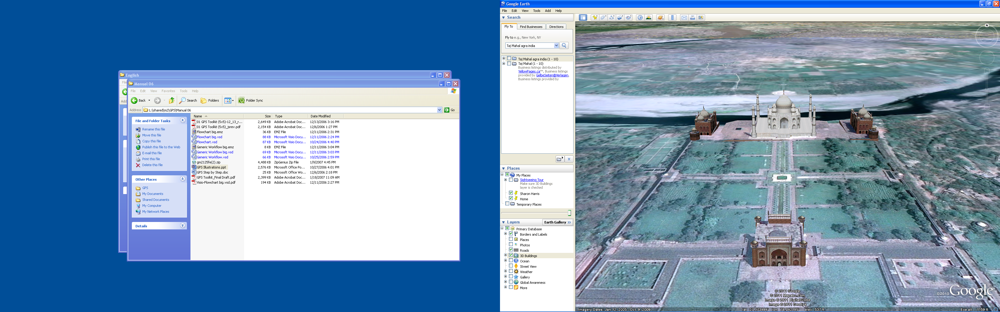 English
File
Add
Manual 06
File Edit View Favorites Tools Help
Back Search Folders Folder Sync
Address L:\shared\m2\GPS\Manual 06 Go
File and Folder Tasks
Rename this file
Move this file
Copy this file
Publish this file to the Web
E-mail this file
Print this file
Delete this file
Other Places
GPS
My Documents
Shared Documents
My Computer
My Network Places
Details
Name Size Type Date Modified
01 GPS Toolkit (5x5)-12_13_r... 2,649 KB Adobe Acrobat Doc... 12/13/2006 3:16 PM
01 GPS Toolkit (5x5)_jsrev.pdf 2,154 KB Adobe Acrobat Doc... 12/6/2006 1:27 PM
Flowchart big.emz 36 KB EMZ File 12/11/2006 2:31 PM
Flowchart big.vsd 88 KB Microsoft Visio Docu... 12/11/2006 2:24 PM
Flowchart.vsd 87 KB Microsoft Visio Docu... 10/24/2006 4:40 PM
Generic Workflow big.emz 8 KB EMZ File 12/11/2006 3:04 PM
Generic Workflow big.vsd 69 KB Microsoft Visio Docu... 12/11/2006 3:03 PM
Generic Workflow.vsd 66 KB Microsoft Visio Docu... 10/25/2006 2:59 PM
gm2125fe(2).zip 4,488 KB ZipGenius Zip File 1/9/2007 4:45 PM
GPS Illustrations.ppt 2,576 KB Microsoft Office Po... 10/27/2006 4:01 PM
GPS Step by Step.doc 25 KB Microsoft Office Wo... 12/6/2006 2:18 PM
GPS Toolkit_Final Draft.pdf 2,399 KB Adobe Acrobat Doc... 1/18/2007 11:09 AM
Visio-Flowchart big.vsd.pdf 194 KB Adobe Acrobat Doc... 12/11/2006 2:27 PM
Google Earth
File Edit View Tools Add Help
Search
Fly To Find Businesses Directions
Fly to e.g., New York, NY
Taj Mahal agra india
Taj Mahal agra india (1 - 10)
Taj Mahal (1 - 10)
Business listings distributed by
YellowPages.ca™, Business listings
provided by GelbeSeiten®Verlagen,
Business listings provided by
Places
My Places
Sightseeing Tour
Make sure 3D Buildings
layer is checked
Sharon Harris
Home
Temporary Places
Layers Earth Gallery »
Primary Database
Borders and Labels
Places
Photos
Roads
3D Buildings
Ocean
Street View
Weather
Gallery
Global Awareness
More
N
© 2011 Google
© 2011 Mapabc.com
Image © 2011 DigitalGlobe
Image © 2011 GeoEye
©2010 Google
Imagery Dates: Jan 12, 2005 - Oct 9, 2009 lat 27.173494° lon 78.042195° elev 537 ft Eye alt 1159 ft